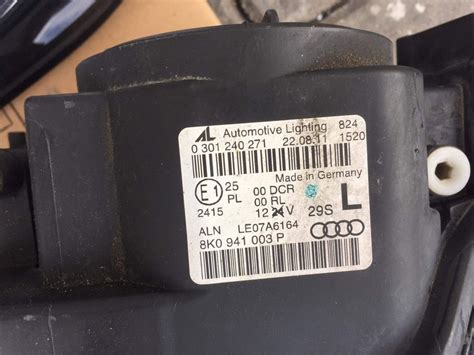 AL Automotive Lighting 824
0 301 240 271 22.08.11 1520
Made in Germany
E1 25 00 DCR L
PL 00 RL
2415 12 24 V 29S
ALN LE07A6164
8K0 941 003 P